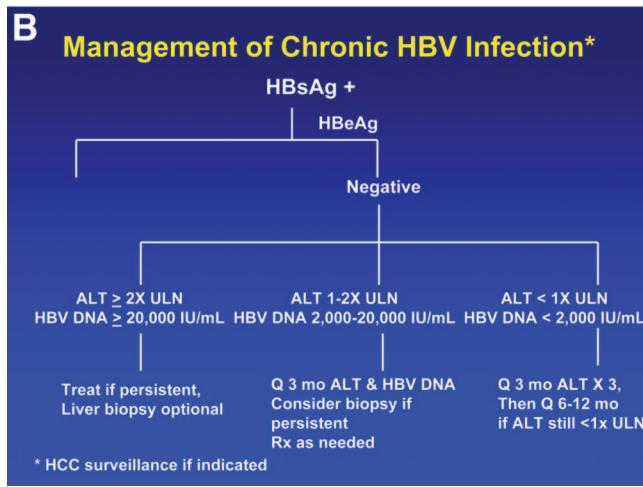 B
Management of Chronic HBV Infection*
HBsAg +
HBeAg
Negative
ALT ≥ 2X ULN
HBV DNA ≥ 20,000 IU/mL
ALT 1-2X ULN
HBV DNA 2,000-20,000 IU/mL
ALT < 1X ULN
HBV DNA < 2,000 IU/mL
Treat if persistent,
Liver biopsy optional
Q 3 mo ALT & HBV DNA
Consider biopsy if
persistent
Rx as needed
Q 3 mo ALT X 3,
Then Q 6-12 mo
if ALT still <1x ULN
* HCC surveillance if indicated